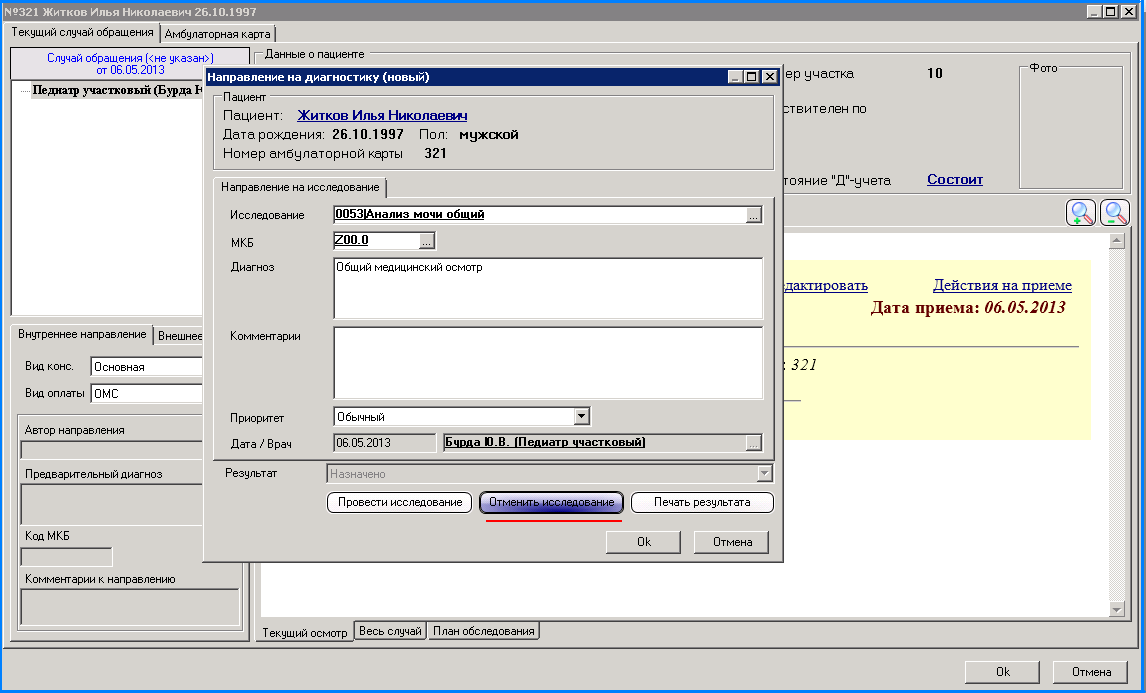 №321 Житков Илья Николаевич 26.10.1997
Текущий случай обращения
Амбулаторная карта
Случай обращения (<не указан>)
от 06.05.2013
Педиатр участковый (Бурда
Данные о пациенте
ер участка 10
ствителен по
тояние "Д"-учета Состоит
Фото
Направление на диагностику (новый)
Пациент
Пациент: Житков Илья Николаевич
Дата рождения: 26.10.1997 Пол: мужской
Номер амбулаторной карты 321
Направление на исследование
Исследование 0053|Анализ мочи общий ...
МКБ Z00.0 ...
Диагноз Общий медицинский осмотр
Комментарии
Приоритет Обычный
Дата / Врач 06.05.2013 Бурда Ю.В. (Педиатр участковый) ...
Результат Назначено
Провести исследование Отменить исследование Печать результата
Ok Отмена
дактировать Действия на приеме
Дата приема: 06.05.2013
: 321
Внутреннее направление
Внешнее
Вид конс. Основная
Вид оплаты ОМС
Автор направления
Предварительный диагноз
Код МКБ
Комментарии к направлению
Текущий осмотр Весь случай План обследования
Ok Отмена